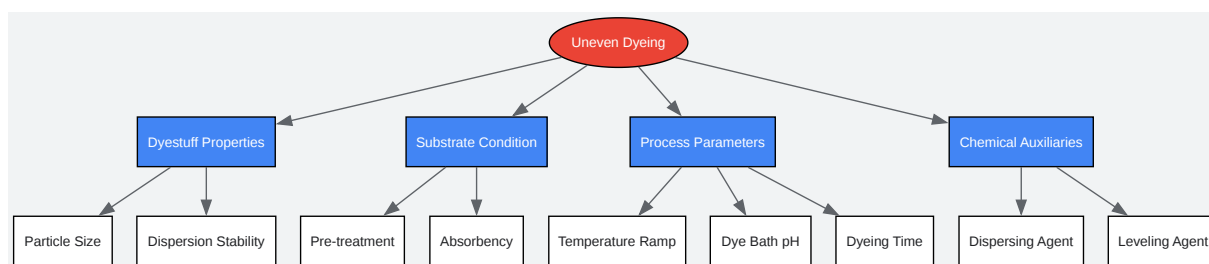 Uneven Dyeing
Dyestuff Properties
Substrate Condition
Process Parameters
Chemical Auxiliaries
Particle Size
Dispersion Stability
Pre-treatment
Absorbency
Temperature Ramp
Dye Bath pH
Dyeing Time
Dispersing Agent
Leveling Agent